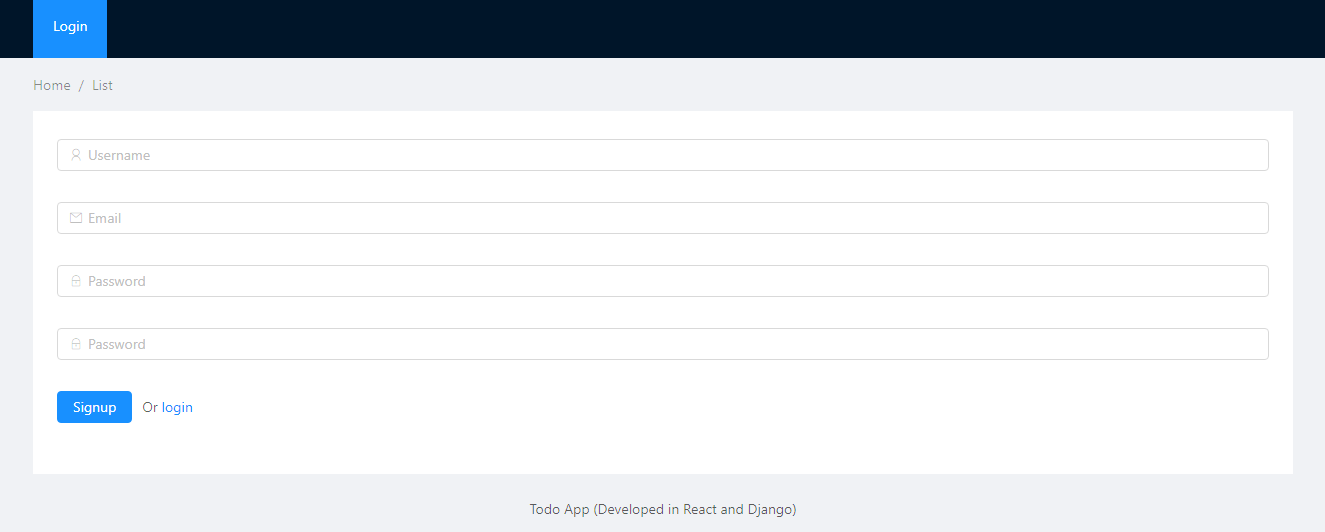 Login
Home / List
Username
Email
Password
Password
Signup Or login
Todo App (Developed in React and Django)